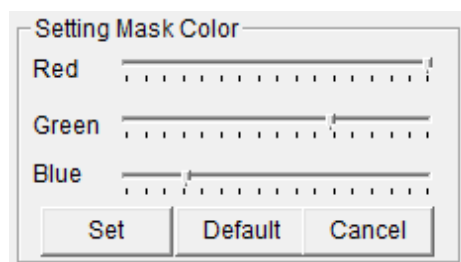 Setting Mask Color
Red
Green
Blue
Set Default Cancel